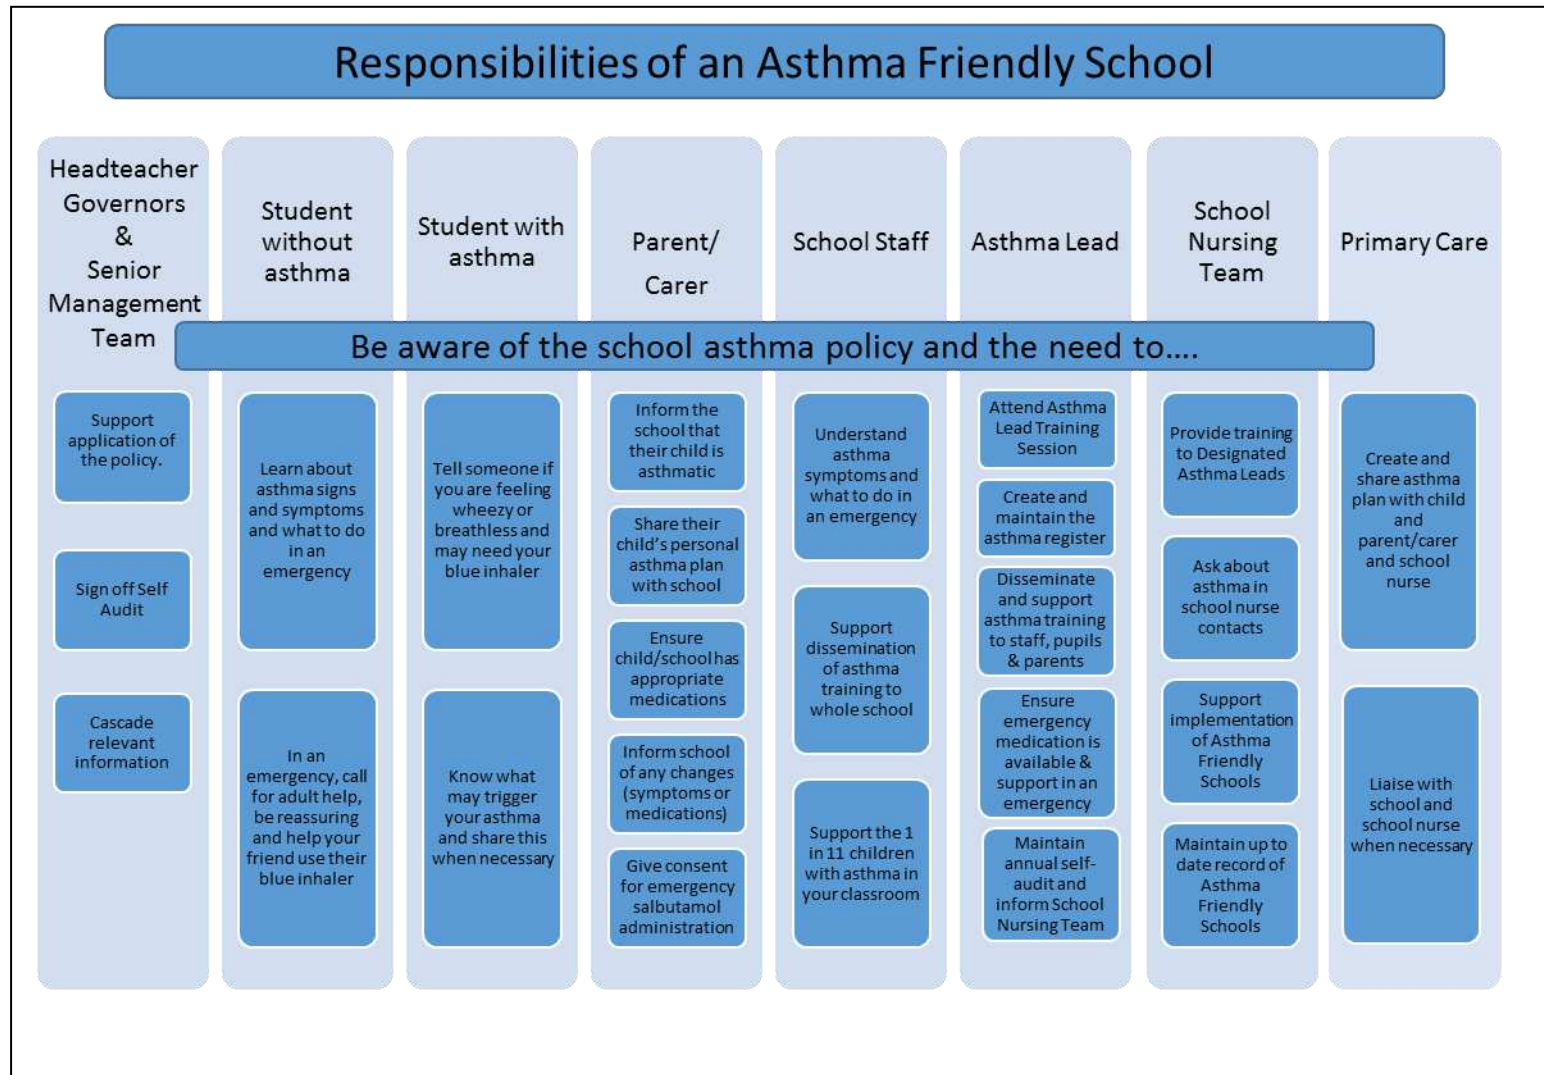 Responsibilities of an Asthma Friendly School
Headteacher
Governors
&
Senior
Management
Team
Student
without
asthma
Student with
asthma
Parent/
Carer
School Staff
Asthma Lead
School
Nursing
Team
Primary Care
Be aware of the school asthma policy and the need to....
Support
application of
the policy.
Sign off Self
Audit
Cascade
relevant
information
Learn about
asthma signs
and symptoms
and what to do
in an
emergency
In an
emergency, call
for adult help,
be reassuring
and help your
friend use their
blue inhaler
Tell someone if
you are feeling
wheezy or
breathless and
may need your
blue inhaler
Know what
may trigger
your asthma
and share this
when necessary
Inform the
school that
their child is
asthmatic
Share their
child's personal
asthma plan
with school
Ensure
child/school has
appropriate
medications
Inform school
of any changes
(symptoms or
medications)
Give consent
for emergency
salbutamol
administration
Understand
asthma
symptoms and
what to do in
an emergency
Support
dissemination
of asthma
training to
whole school
Support the 1
in 11 children
with asthma in
your classroom
Attend Asthma
Lead Training
Session
Create and
maintain the
asthma register
Disseminate
and support
asthma training
to staff, pupils
& parents
Ensure
emergency
medication is
available &
support in an
emergency
Maintain
annual self-
audit and
inform School
Nursing Team
Provide training
to Designated
Asthma Leads
Ask about
asthma in
school nurse
contacts
Support
implementation
of Asthma
Friendly
Schools
Maintain up to
date record of
Asthma
Friendly
Schools
Create and
share asthma
plan with child
and
parent/carer
and school
nurse
Liaise with
school and
school nurse
when necessary